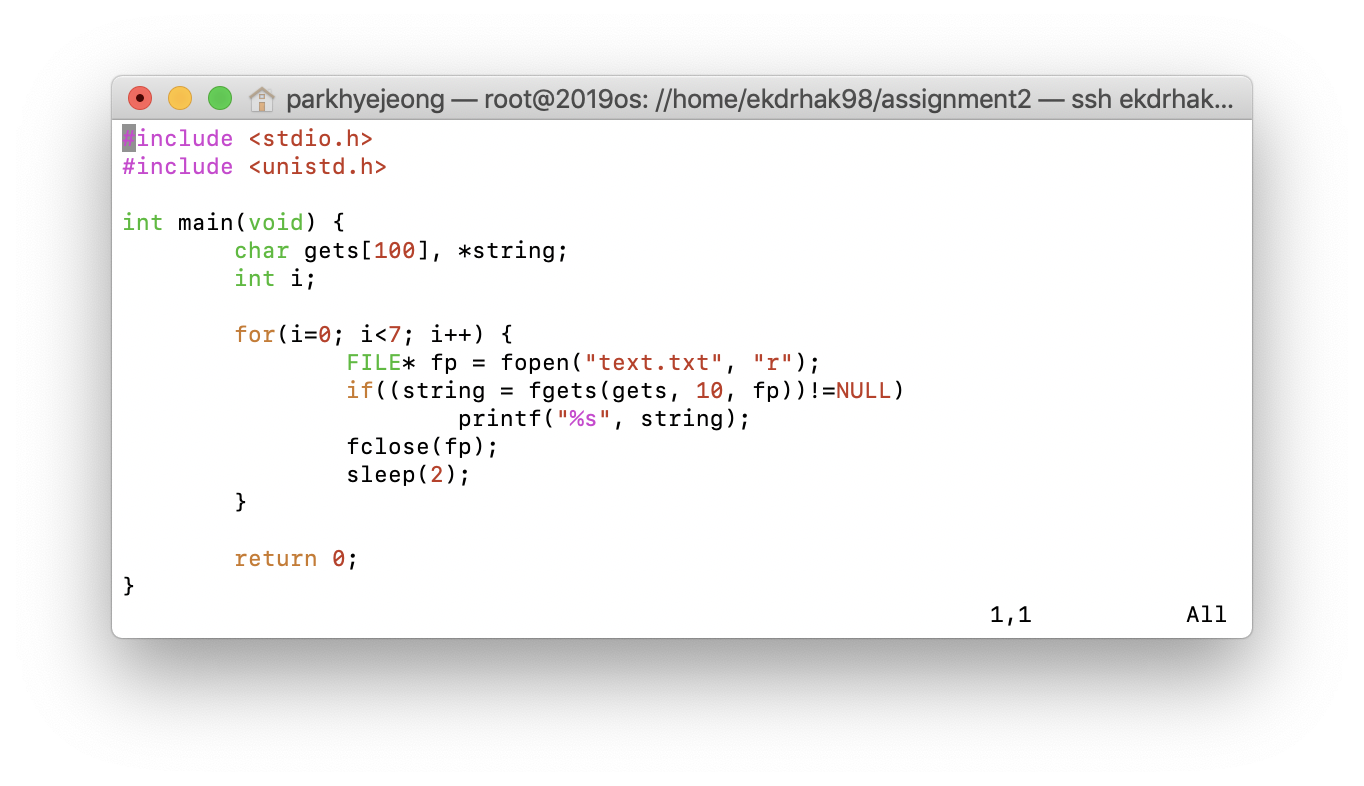 parkhyejeong — root@2019os: //home/ekdrhak98/assignment2 — ssh ekdrhak...
#include <stdio.h>
#include <unistd.h>
int main(void) {
        char gets[100], *string;
        int i;
        for(i=0; i<7; i++) {
                FILE* fp = fopen("text.txt", "r");
                if((string = fgets(gets, 10, fp))!=NULL)
                        printf("%s", string);
                fclose(fp);
                sleep(2);
        }
        return 0;
}
1,1 All